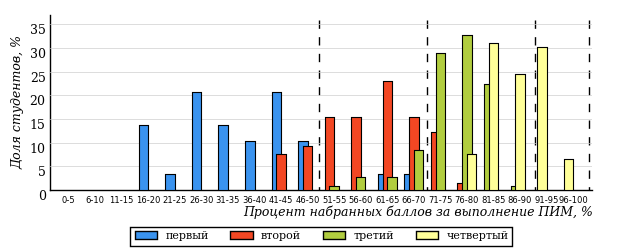 Доля студентов, %
35
30
25
20
15
10
5
0
0-5 6-10 11-15 16-20 21-25 26-30 31-35 36-40 41-45 46-50 51-55 56-60 61-65 66-70 71-75 76-80 81-85 86-90 91-95 96-100
Процент набранных баллов за выполнение ПИМ, %
первый второй третий четвертый